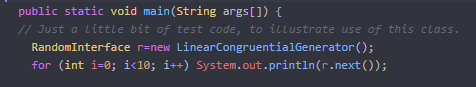 public static void main(String args[]) {
// Just a little bit of test code, to illustrate use of this class.
RandomInterface r=new LinearCongruentialGenerator();
for (int i=0; i<10; i++) System.out.println(r.next());